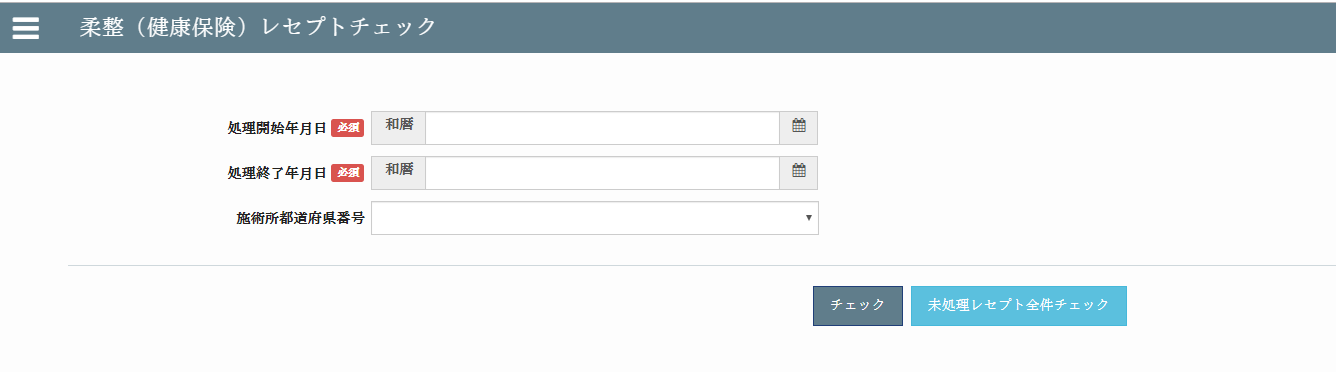 柔整（健康保険）レセプトチェック
処理開始年月日 必須 和暦
処理終了年月日 必須 和暦
施術所都道府県番号
チェック 未処理レセプト全件チェック